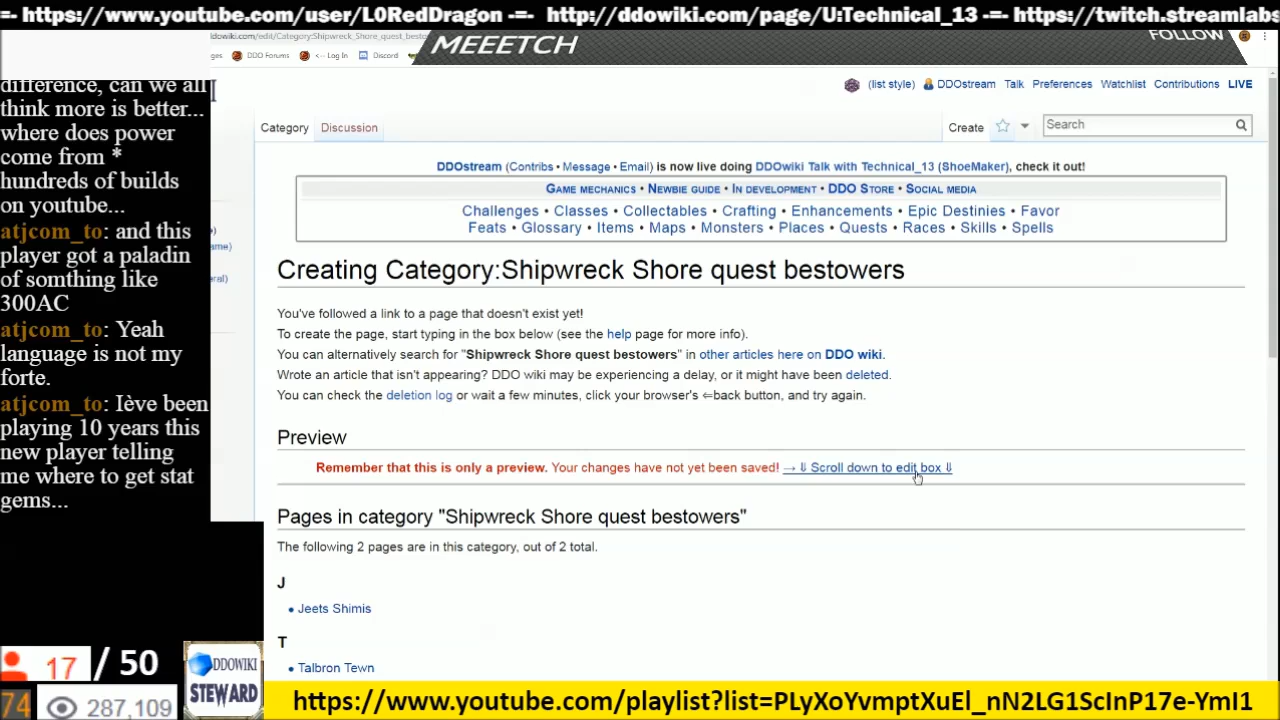 =- https://www.youtube.com/user/L0RedDragon -=- http://ddowiki.com/page/U:Technical_13 -=- https://twitch.streamlabs
MEEETCH
FOLLOW
DDO Forums <-- Log In Discord
(list style) DDOstream Talk Preferences Watchlist Contributions LIVE
Category Discussion Create Search
DDOstream (Contribs • Message • Email) is now live doing DDOwiki Talk with Technical_13 (ShoeMaker), check it out!
GAME MECHANICS • NEWBIE GUIDE • IN DEVELOPMENT • DDO STORE • SOCIAL MEDIA
Challenges • Classes • Collectables • Crafting • Enhancements • Epic Destinies • Favor
Feats • Glossary • Items • Maps • Monsters • Places • Quests • Races • Skills • Spells
Creating Category:Shipwreck Shore quest bestowers
You've followed a link to a page that doesn't exist yet!
To create the page, start typing in the box below (see the help page for more info).
You can alternatively search for "Shipwreck Shore quest bestowers" in other articles here on DDO wiki.
Wrote an article that isn't appearing? DDO wiki may be experiencing a delay, or it might have been deleted.
You can check the deletion log or wait a few minutes, click your browser's ⇐back button, and try again.
Preview
Remember that this is only a preview. Your changes have not yet been saved! → ⇓ Scroll down to edit box ⇓
Pages in category "Shipwreck Shore quest bestowers"
The following 2 pages are in this category, out of 2 total.
J
• Jeets Shimis
T
• Talbron Tewn
difference, can we all
think more is better...
where does power
come from *
hundreds of builds
on youtube...
atjcom_to: and this
player got a paladin
of somthing like
300AC
atjcom_to: Yeah
language is not my
forte.
atjcom_to: Iève been
playing 10 years this
new player telling
me where to get stat
gems...
17 / 50
74 287,109
DDOWIKI
STEWARD
https://www.youtube.com/playlist?list=PLyXoYvmptXuEl_nN2LG1ScInP17e-YmI1